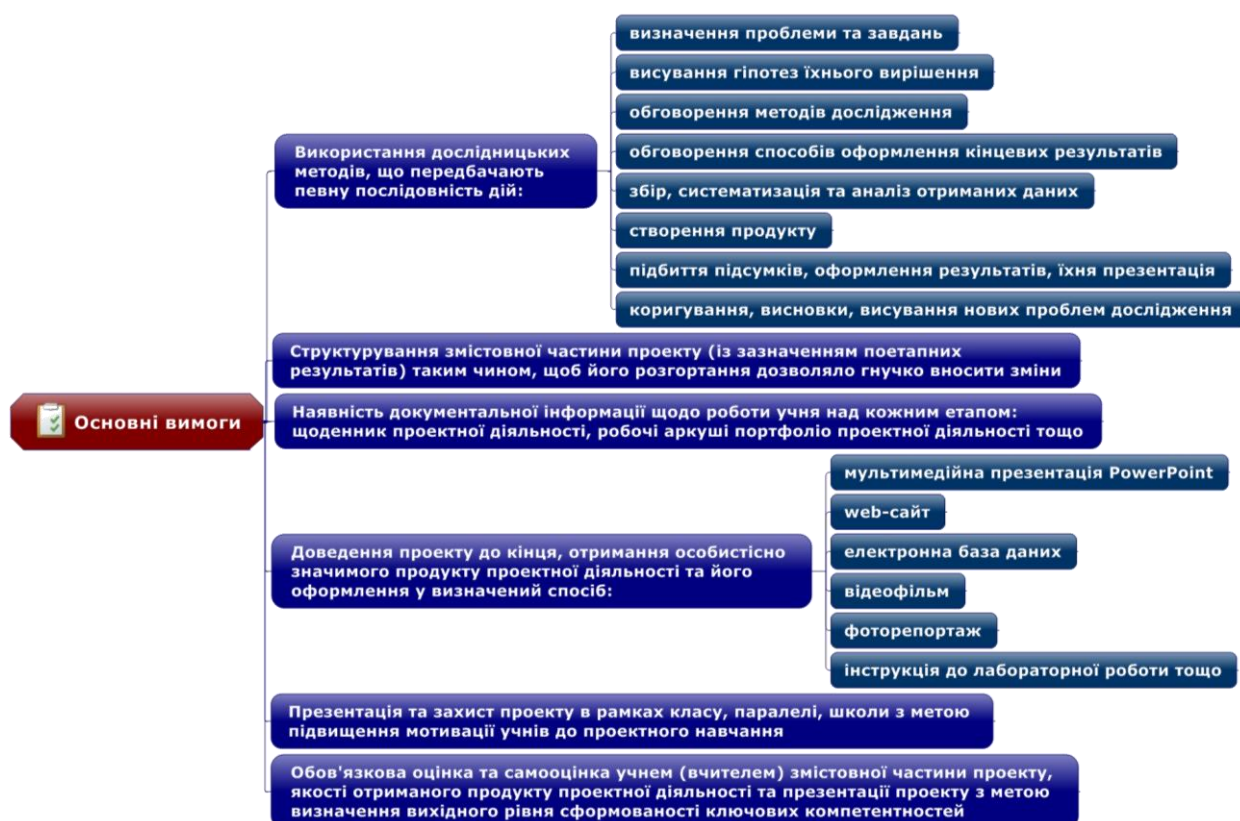 Основні вимоги
Використання дослідницьких
методів, що передбачають
певну послідовність дій:
визначення проблеми та завдань
висування гіпотез їхнього вирішення
обговорення методів дослідження
обговорення способів оформлення кінцевих результатів
збір, систематизація та аналіз отриманих даних
створення продукту
підбиття підсумків, оформлення результатів, їхня презентація
коригування, висновки, висування нових проблем дослідження
Структурування змістовної частини проекту (із зазначенням поетапних
результатів) таким чином, щоб його розгортання дозволяло гнучко вносити зміни
Наявність документальної інформації щодо роботи учня над кожним етапом:
щоденник проектної діяльності, робочі аркуші портфоліо проектної діяльності тощо
Доведення проекту до кінця, отримання особистісно
значимого продукту проектної діяльності та його
оформлення у визначений спосіб:
мультимедійна презентація PowerPoint
web-сайт
електронна база даних
відеофільм
фоторепортаж
інструкція до лабораторної роботи тощо
Презентація та захист проекту в рамках класу, паралелі, школи з метою
підвищення мотивації учнів до проектного навчання
Обов'язкова оцінка та самооцінка учнем (вчителем) змістовної частини проекту,
якості отриманого продукту проектної діяльності та презентації проекту з метою
визначення вихідного рівня сформованості ключових компетентностей